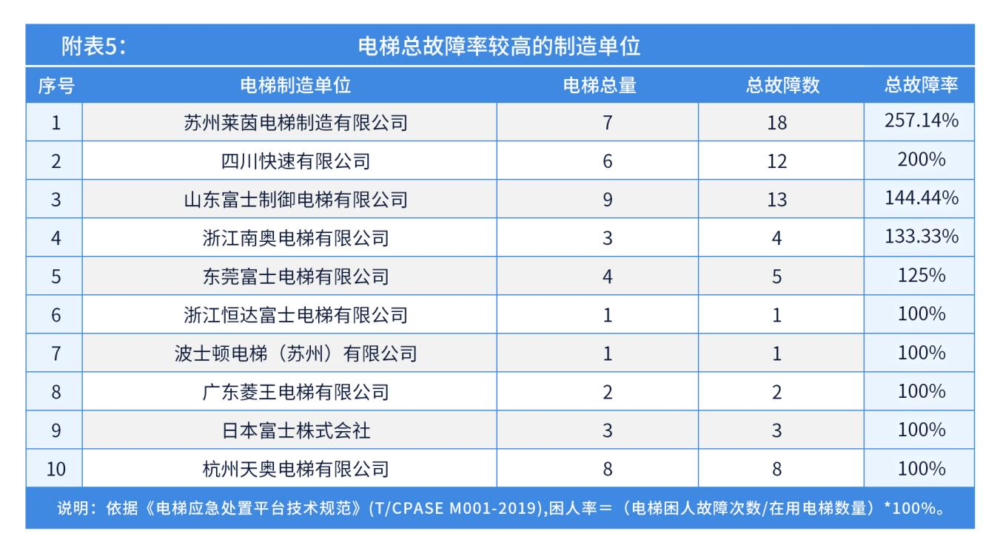 附表5： 电梯总故障率较高的制造单位
序号 电梯制造单位 电梯总量 总故障数 总故障率
1 苏州莱茵电梯制造有限公司 7 18 257.14%
2 四川快速有限公司 6 12 200%
3 山东富士制御电梯有限公司 9 13 144.44%
4 浙江南奥电梯有限公司 3 4 133.33%
5 东莞富士电梯有限公司 4 5 125%
6 浙江恒达富士电梯有限公司 1 1 100%
7 波士顿电梯（苏州）有限公司 1 1 100%
8 广东菱王电梯有限公司 2 2 100%
9 日本富士株式会社 3 3 100%
10 杭州天奥电梯有限公司 8 8 100%
说明：依据《电梯应急处置平台技术规范》(T/CPASE M001-2019),困人率＝（电梯困人故障次数/在用电梯数量）*100%。